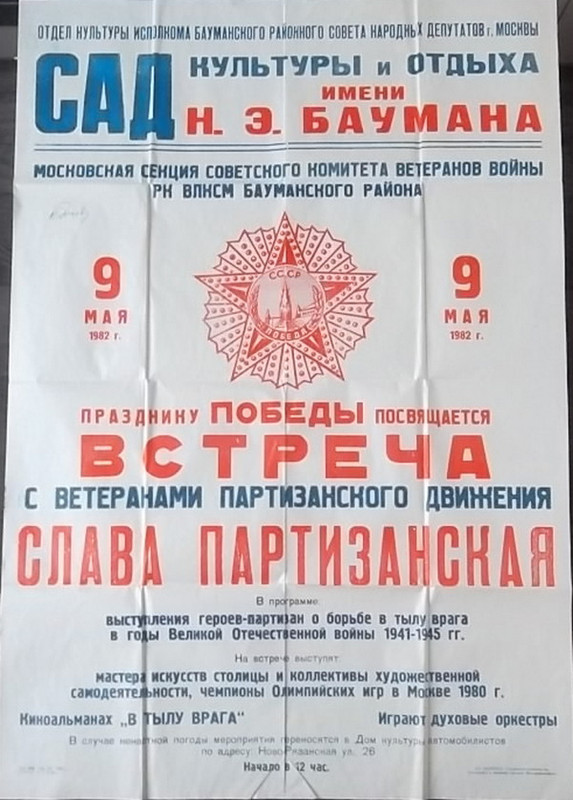 ОТДЕЛ КУЛЬТУРЫ ИСПОЛКОМА БАУМАНСКОГО РАЙОННОГО СОВЕТА НАРОДНЫХ ДЕПУТАТОВ г. МОСКВЫ
САД КУЛЬТУРЫ и ОТДЫХА
ИМЕНИ
Н. Э. БАУМАНА
МОСКОВСКАЯ СЕКЦИЯ СОВЕТСКОГО КОМИТЕТА ВЕТЕРАНОВ ВОЙНЫ
РК ВЛКСМ БАУМАНСКОГО РАЙОНА
9
МАЯ
1982 г.
СССР
ПОБЕДА
9
МАЯ
1982 г.
ПРАЗДНИКУ ПОБЕДЫ ПОСВЯЩАЕТСЯ
ВСТРЕЧА
С ВЕТЕРАНАМИ ПАРТИЗАНСКОГО ДВИЖЕНИЯ
СЛАВА ПАРТИЗАНСКАЯ
В программе:
выступления героев-партизан о борьбе в тылу врага
в годы Великой Отечественной войны 1941-1945 гг.
На встрече выступят:
мастера искусств столицы и коллективы художественной
самодеятельности, чемпионы Олимпийских игр в Москве 1980 г.
Киноальманах „В ТЫЛУ ВРАГА" Играют духовые оркестры
В случае ненастной погоды мероприятия переносятся в Дом культуры автомобилистов
по адресу: Ново-Рязанская ул. 26
Начало в 12 час.